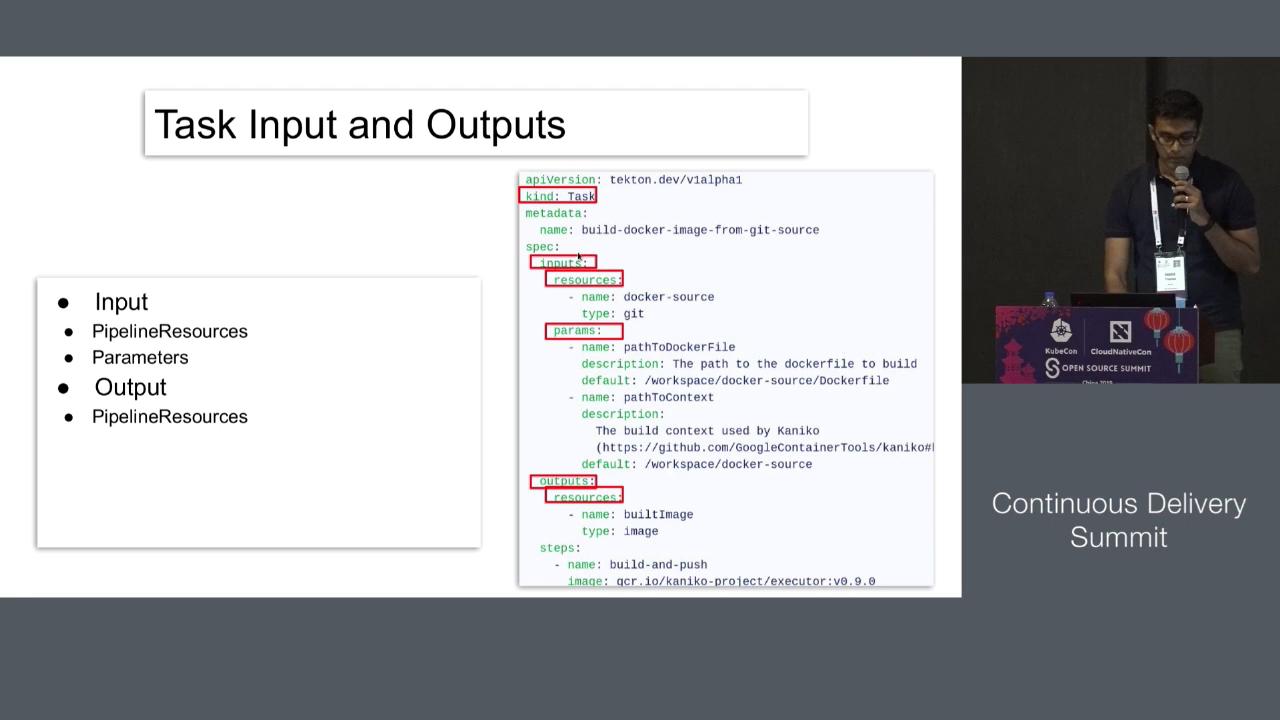 Task Input and Outputs
● Input
● PipelineResources
● Parameters
● Output
● PipelineResources
apiVersion: tekton.dev/v1alpha1
kind: Task
metadata:
name: build-docker-image-from-git-source
spec:
inputs:
resources:
- name: docker-source
type: git
params:
- name: pathToDockerFile
description: The path to the dockerfile to build
default: /workspace/docker-source/Dockerfile
- name: pathToContext
description:
The build context used by Kaniko
(https://github.com/GoogleContainerTools/kaniko#
default: /workspace/docker-source
outputs:
resources:
- name: builtImage
type: image
steps:
- name: build-and-push
image: gcr.io/kaniko-project/executor:v0.9.0
KubeCon
CloudNativeCon
OPEN SOURCE SUMMIT
China 2019
Continuous Delivery
Summit